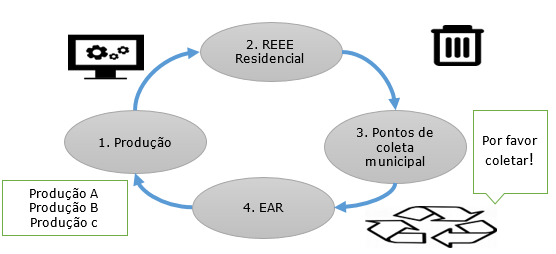 2. REEE
Residencial
1. Produção
3. Pontos de
coleta
municipal
Por favor
coletar!
4. EAR
Produção A
Produção B
Produção c